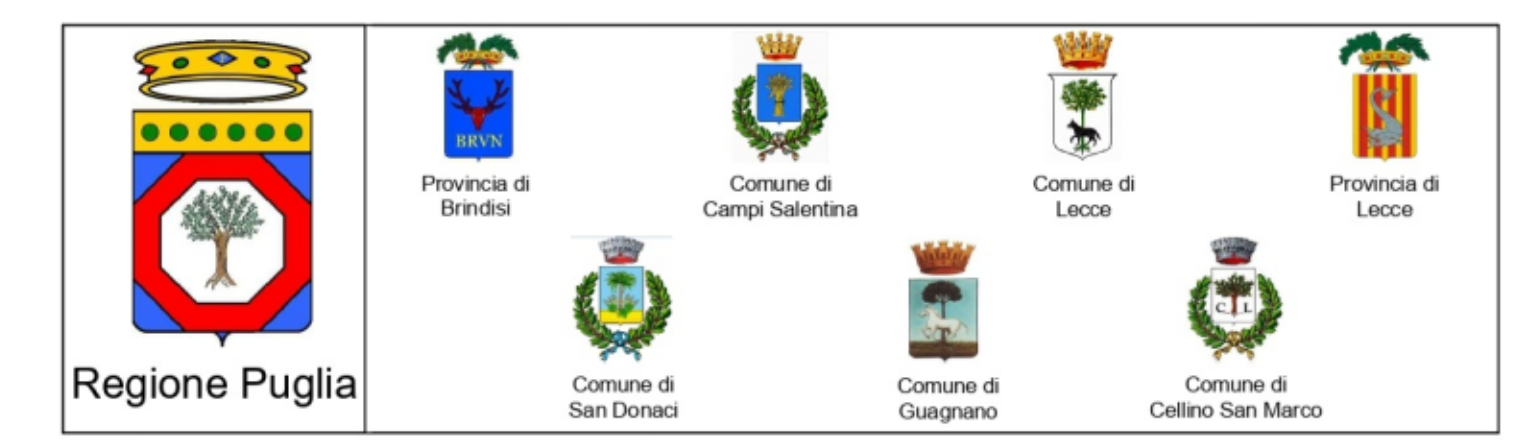 Regione Puglia
BRVN
Provincia di
Brindisi
Comune di
Campi Salentina
Comune di
Lecce
Provincia di
Lecce
Comune di
San Donaci
Comune di
Guagnano
C L
Comune di
Cellino San Marco